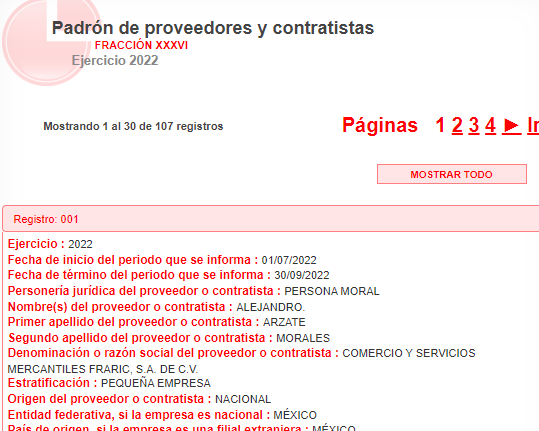 Padrón de proveedores y contratistas
FRACCIÓN XXXVI
Ejercicio 2022
Mostrando 1 al 30 de 107 registros
Páginas 1 2 3 4 ► Ir
MOSTRAR TODO
Registro: 001
Ejercicio : 2022
Fecha de inicio del periodo que se informa : 01/07/2022
Fecha de término del periodo que se informa : 30/09/2022
Personería jurídica del proveedor o contratista : PERSONA MORAL
Nombre(s) del proveedor o contratista : ALEJANDRO.
Primer apellido del proveedor o contratista : ARZATE
Segundo apellido del proveedor o contratista : MORALES
Denominación o razón social del proveedor o contratista : COMERCIO Y SERVICIOS
MERCANTILES FRARIC, S.A. DE C.V.
Estratificación : PEQUEÑA EMPRESA
Origen del proveedor o contratista : NACIONAL
Entidad federativa, si la empresa es nacional : MÉXICO
País de origen, si la empresa es una filial extranjera : MÉXICO